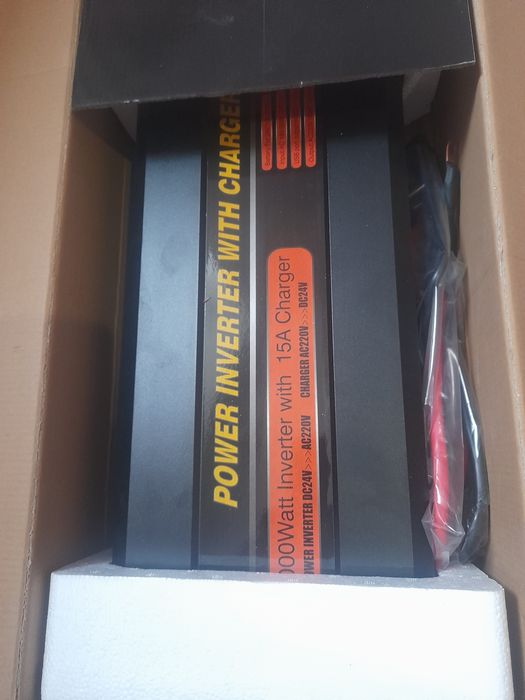 POWER INVERTER WITH CHARGER
000Watt Inverter with 15A Charger
POWER INVERTER DC24V>>>AC220V CHARGER AC220V>>>DC24V